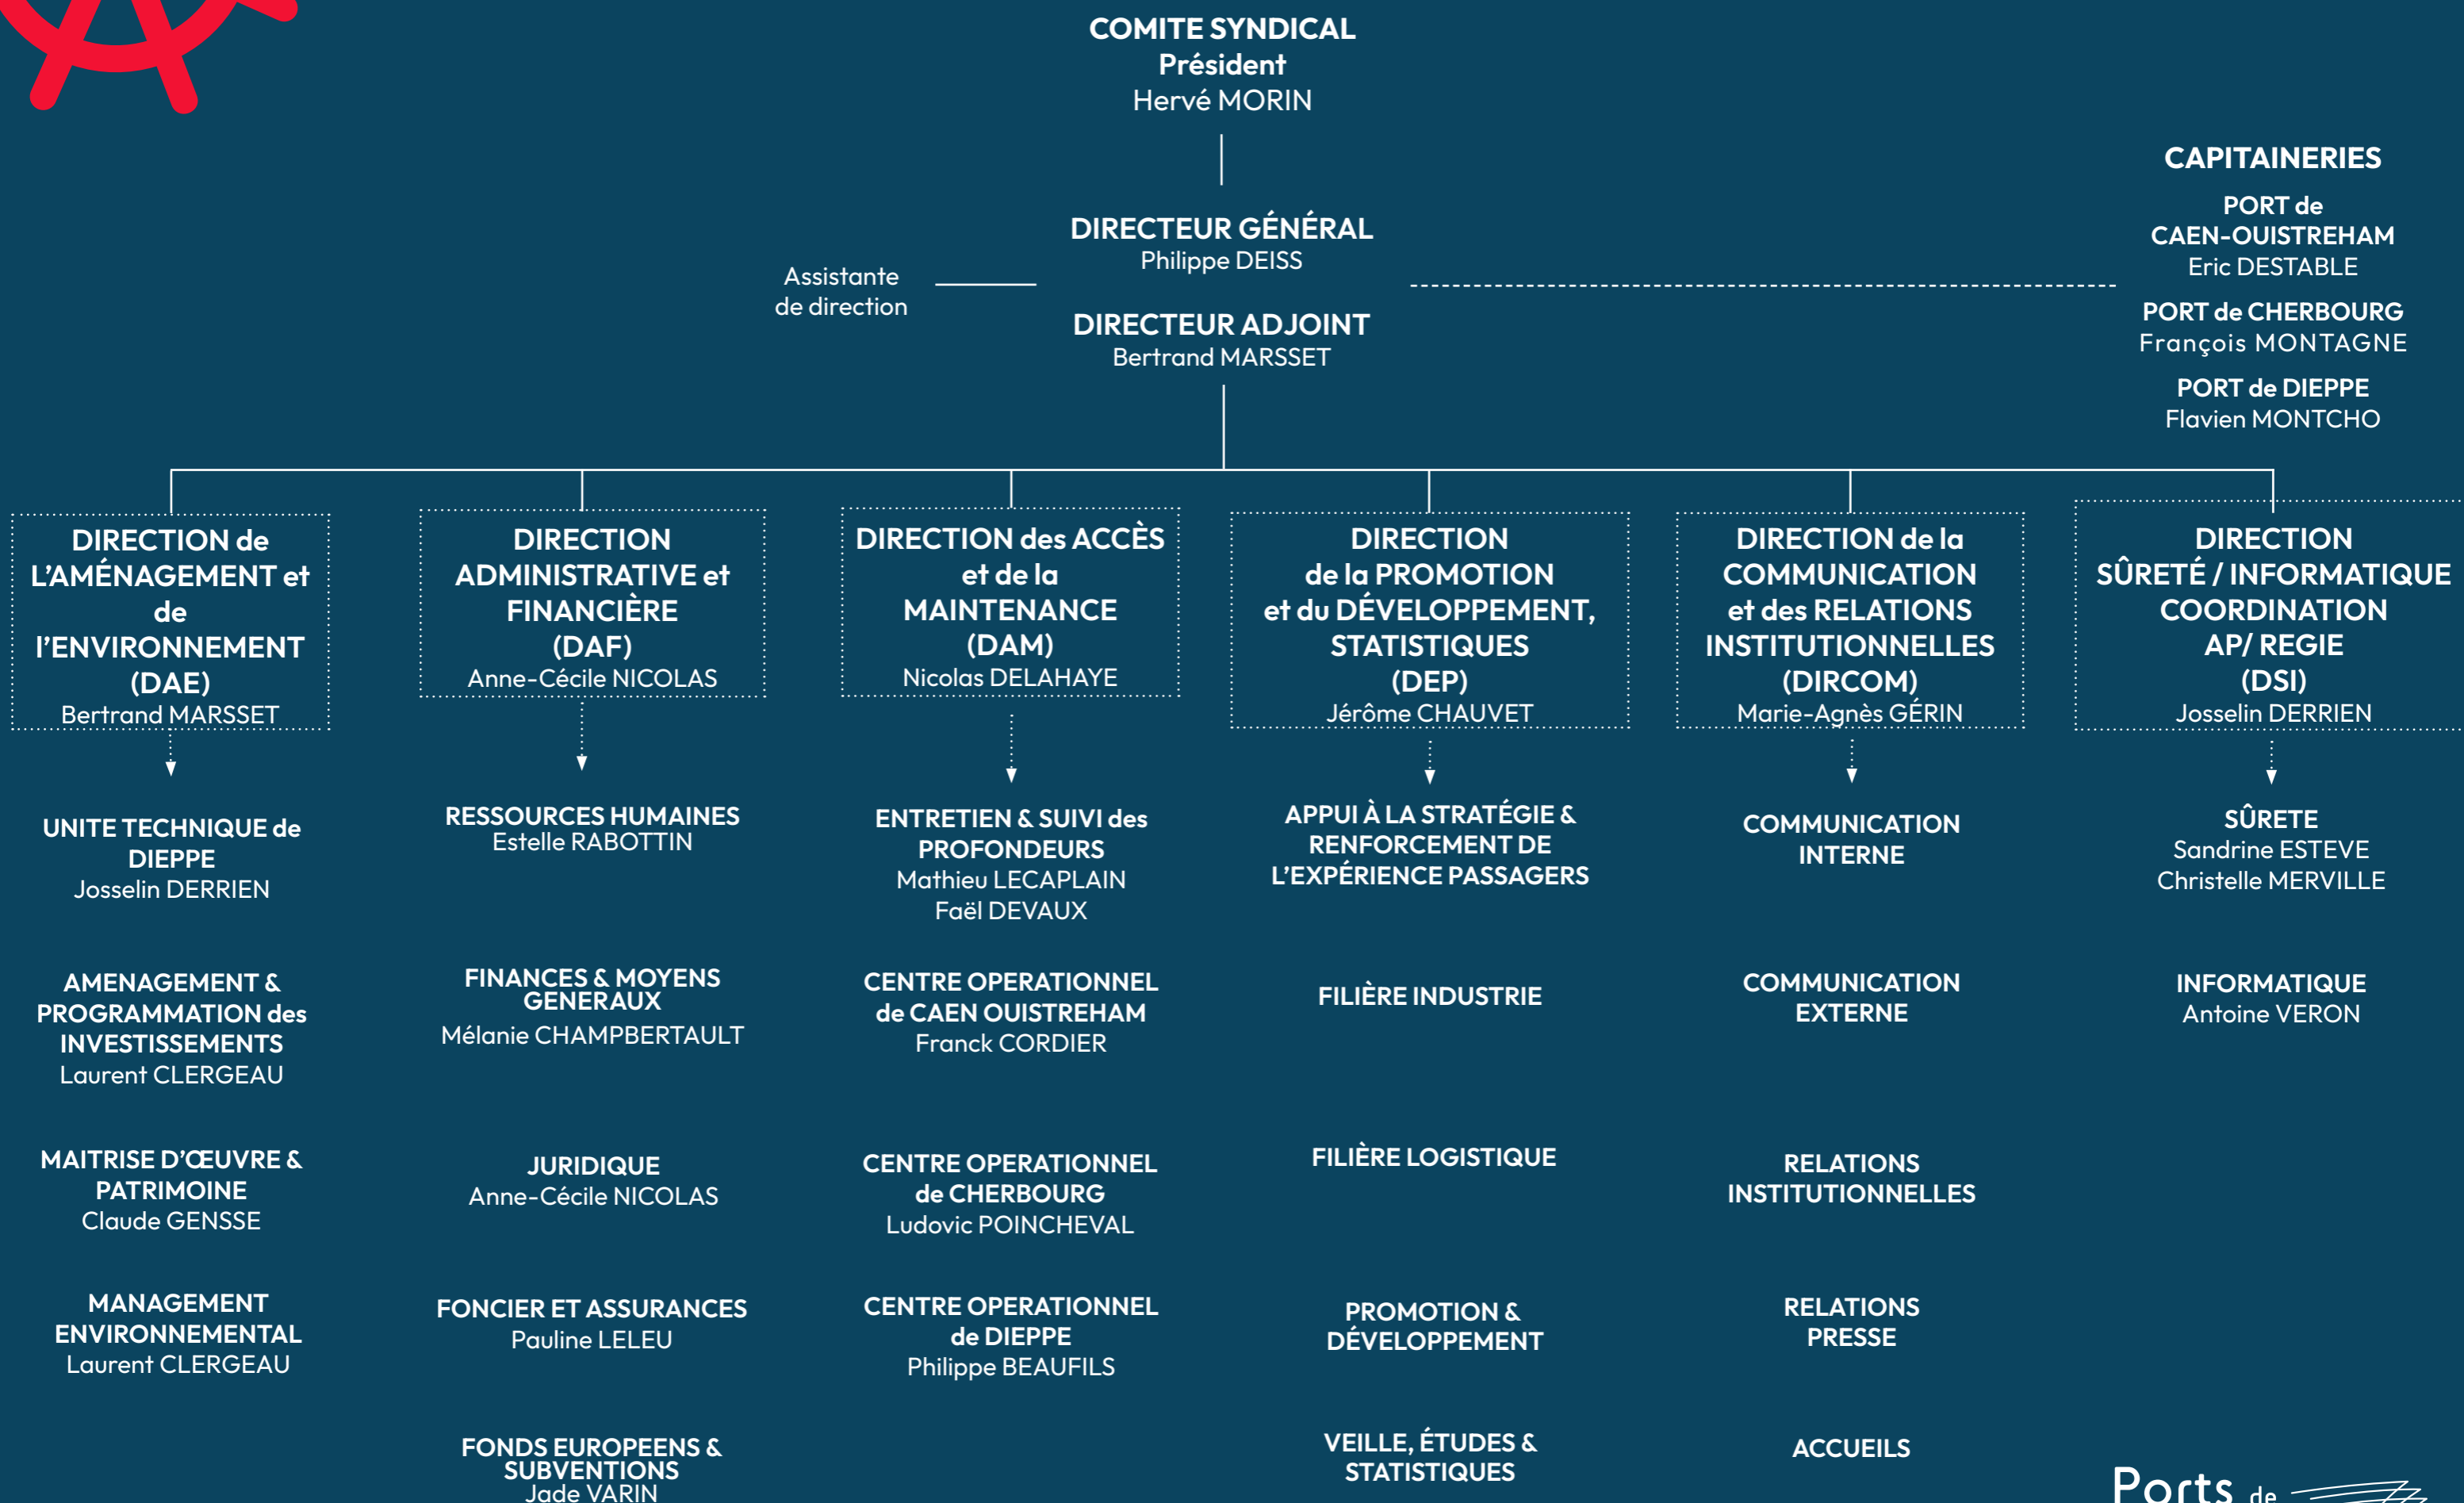 COMITE SYNDICAL
Président
Hervé MORIN
DIRECTEUR GÉNÉRAL
Philippe DEISS
Assistante
de direction
DIRECTEUR ADJOINT
Bertrand MARSSET
CAPITAINERIES
PORT de
CAEN-OUISTREHAM
Eric DESTABLE
PORT de CHERBOURG
François MONTAGNE
PORT de DIEPPE
Flavien MONTCHO
DIRECTION de
L'AMÉNAGEMENT et
de
l'ENVIRONNEMENT
(DAE)
Bertrand MARSSET
UNITE TECHNIQUE de
DIEPPE
Josselin DERRIEN
AMENAGEMENT &
PROGRAMMATION des
INVESTISSEMENTS
Laurent CLERGEAU
MAITRISE D'ŒUVRE &
PATRIMOINE
Claude GENSSE
MANAGEMENT
ENVIRONNEMENTAL
Laurent CLERGEAU
DIRECTION
ADMINISTRATIVE et
FINANCIÈRE
(DAF)
Anne-Cécile NICOLAS
RESSOURCES HUMAINES
Estelle RABOTTIN
FINANCES & MOYENS
GENERAUX
Mélanie CHAMPBERTAULT
JURIDIQUE
Anne-Cécile NICOLAS
FONCIER ET ASSURANCES
Pauline LELEU
FONDS EUROPEENS &
SUBVENTIONS
Jade VARIN
DIRECTION des ACCÈS
et de la
MAINTENANCE
(DAM)
Nicolas DELAHAYE
ENTRETIEN & SUIVI des
PROFONDEURS
Mathieu LECAPLAIN
Faël DEVAUX
CENTRE OPERATIONNEL
de CAEN OUISTREHAM
Franck CORDIER
CENTRE OPERATIONNEL
de CHERBOURG
Ludovic POINCHEVAL
CENTRE OPERATIONNEL
de DIEPPE
Philippe BEAUFILS
DIRECTION
de la PROMOTION
et du DÉVELOPPEMENT,
STATISTIQUES
(DEP)
Jérôme CHAUVET
APPUI À LA STRATÉGIE &
RENFORCEMENT DE
L'EXPÉRIENCE PASSAGERS
FILIÈRE INDUSTRIE
FILIÈRE LOGISTIQUE
PROMOTION &
DÉVELOPPEMENT
VEILLE, ÉTUDES &
STATISTIQUES
DIRECTION de la
COMMUNICATION
et des RELATIONS
INSTITUTIONNELLES
(DIRCOM)
Marie-Agnès GÉRIN
COMMUNICATION
INTERNE
COMMUNICATION
EXTERNE
RELATIONS
INSTITUTIONNELLES
RELATIONS
PRESSE
ACCUEILS
DIRECTION
SÛRETÉ / INFORMATIQUE
COORDINATION
AP/ REGIE
(DSI)
Josselin DERRIEN
SÛRETE
Sandrine ESTEVE
Christelle MERVILLE
INFORMATIQUE
Antoine VERON
Ports de